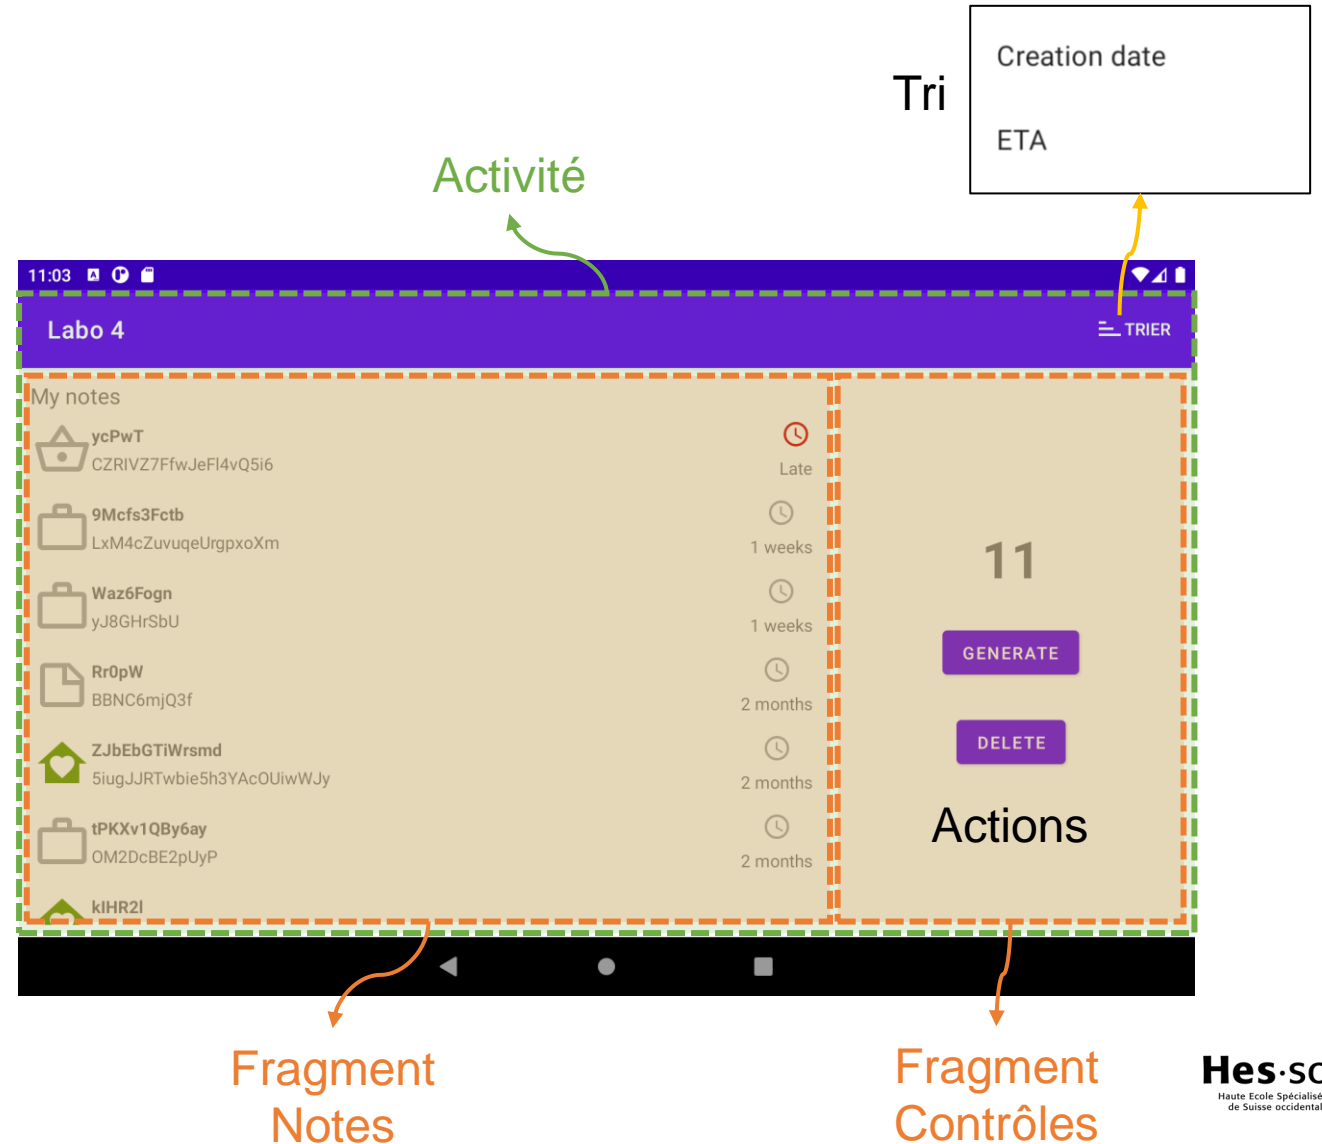 Creation date
Tri
ETA
Activité
11:03
Labo 4
TRIER
My notes
ycPwT
CZRIVZ7FfwJeFl4vQ5i6
Late
9Mcfs3Fctb
LxM4cZuvuqeUrgpxoXm
1 weeks
Waz6Fogn
yJ8GHrSbU
1 weeks
Rr0pW
BBNC6mjQ3f
2 months
ZJbEbGTiWrsmd
5iugJJRTwbie5h3YAcOUiwWJy
2 months
tPKXv1QBy6ay
OM2DcBE2pUyP
2 months
kIHR2l
11
GENERATE
DELETE
Actions
Fragment
Notes
Fragment
Contrôles
Hes·so
Haute Ecole Spécialisé
de Suisse occidental